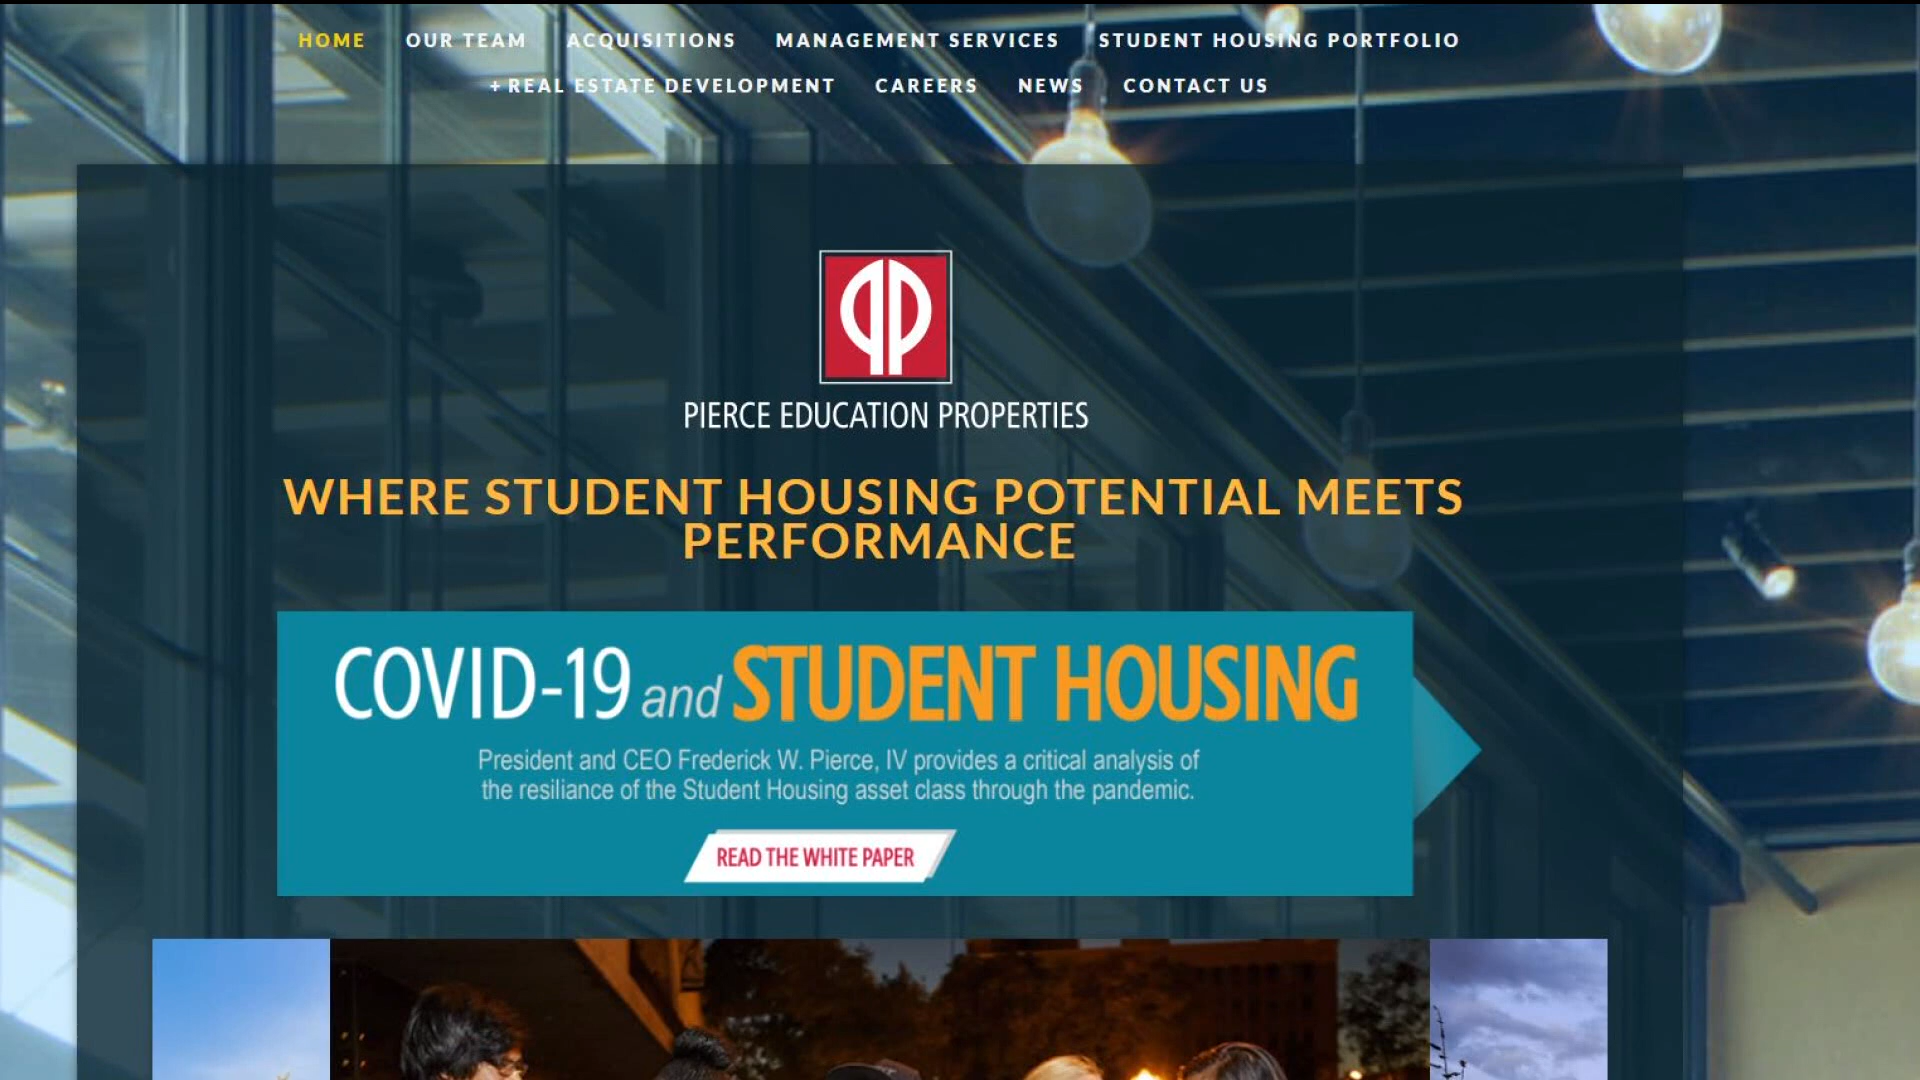 HOME OUR TEAM ACQUISITIONS MANAGEMENT SERVICES STUDENT HOUSING PORTFOLIO
+ REAL ESTATE DEVELOPMENT CAREERS NEWS CONTACT US
PIERCE EDUCATION PROPERTIES
WHERE STUDENT HOUSING POTENTIAL MEETS
PERFORMANCE
COVID-19 and STUDENT HOUSING
President and CEO Frederick W. Pierce, IV provides a critical analysis of
the resiliance of the Student Housing asset class through the pandemic.
READ THE WHITE PAPER